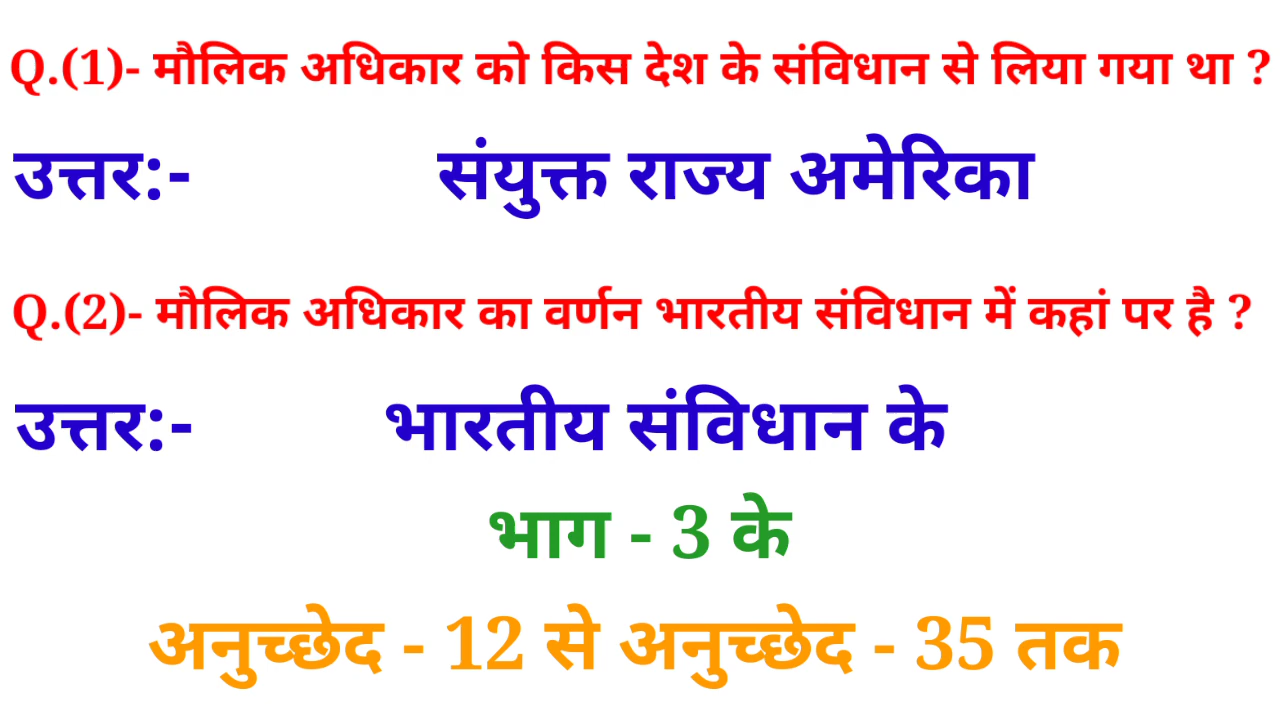 Q.(1)- मौलिक अधिकार को किस देश के संविधान से लिया गया था ?
उत्तर:- संयुक्त राज्य अमेरिका
Q.(2)- मौलिक अधिकार का वर्णन भारतीय संविधान में कहां पर है ?
उत्तर:- भारतीय संविधान के
भाग - 3 के
अनुच्छेद - 12 से अनुच्छेद - 35 तक